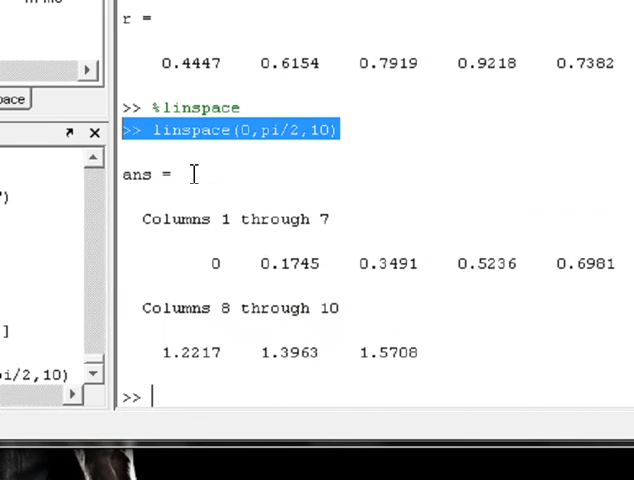 r =
0.4447 0.6154 0.7919 0.9218 0.7382
>> %linspace
>> linspace(0,pi/2,10)
ans =
Columns 1 through 7
0 0.1745 0.3491 0.5236 0.6981
Columns 8 through 10
1.2217 1.3963 1.5708
>>
pace
')
]
pi/2,10)